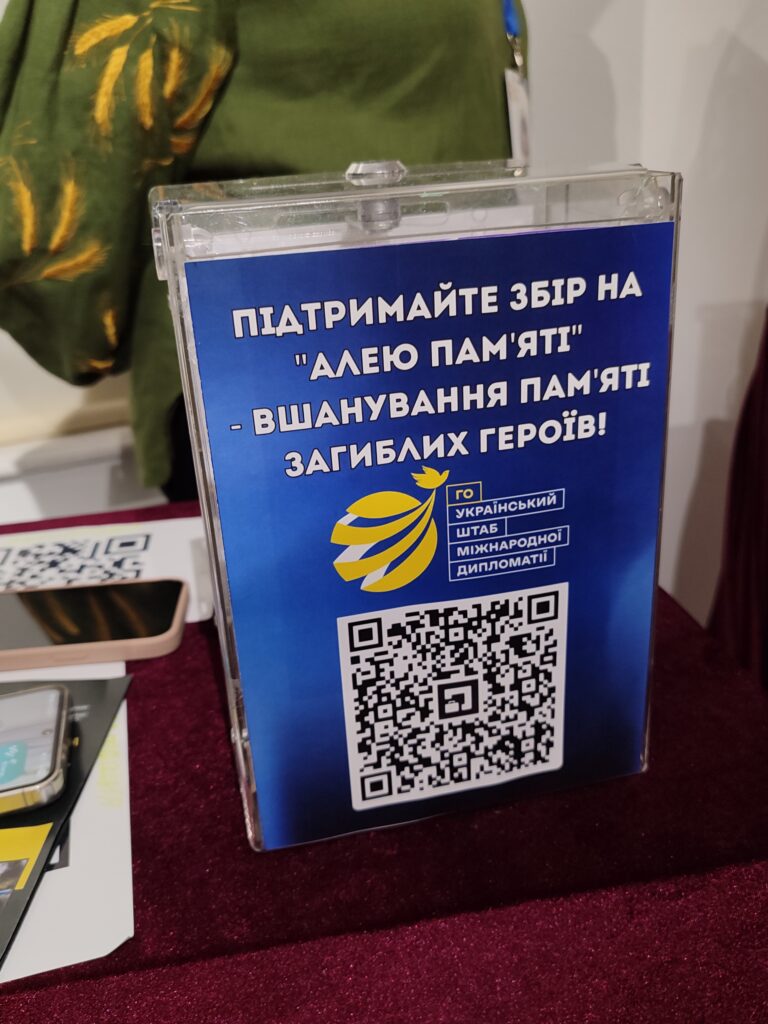 ПІДТРИМАЙТЕ ЗБІР НА
"АЛЕЮ ПАМ'ЯТІ"
- ВШАНУВАННЯ ПАМ'ЯТІ
ЗАГИБЛИХ ГЕРОЇВ!
ГО
УКРАЇНСЬКИЙ
ШТАБ
МІЖНАРОДНОЇ
ДИПЛОМАТІЇ